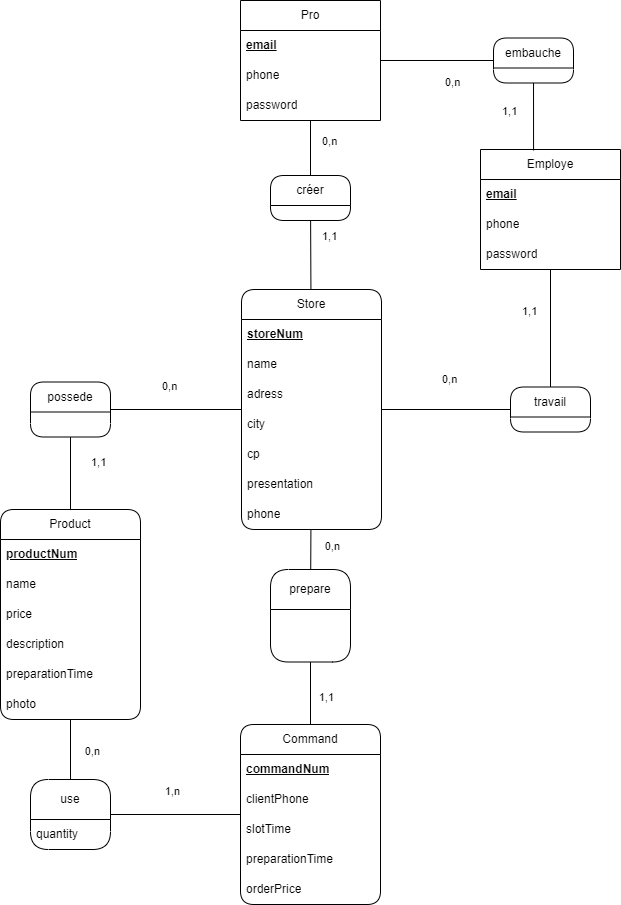 Pro
email
phone
password
embauche
0,n
1,1
0,n
créer
1,1
Employe
email
phone
password
1,1
Store
storeNum
name
adress
city
cp
presentation
phone
0,n
travail
0,n
possede
1,1
Product
productNum
name
price
description
preparationTime
photo
0,n
prepare
1,1
Command
commandNum
clientPhone
slotTime
preparationTime
orderPrice
0,n
use
quantity
1,n